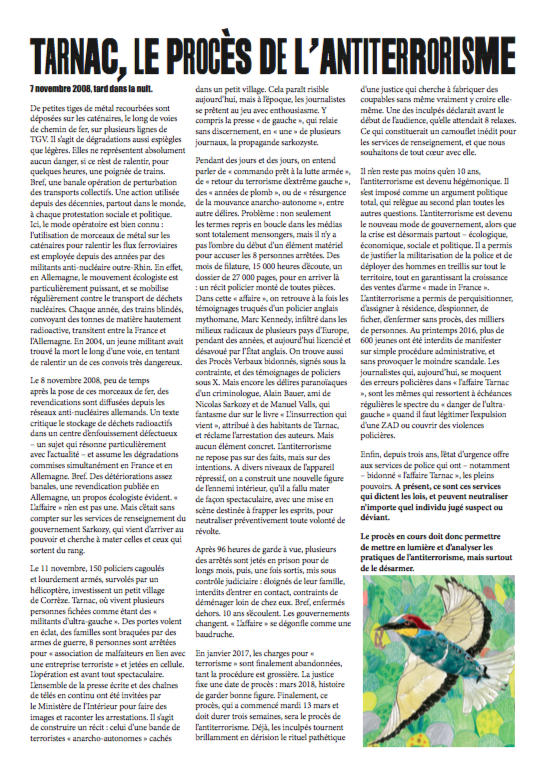 TARNAC, LE PROCÈS DE L'ANTITERRORISME
7 novembre 2008, tard dans la nuit.
De petites tiges de métal recourbées sont
déposées sur les caténaires, le long de voies
de chemin de fer, sur plusieurs lignes de
TGV. Il s'agit de dégradations aussi espiègles
que légères. Elles ne représentent absolument
aucun danger, si ce n'est de ralentir, pour
quelques heures, une poignée de trains.
Bref, une banale opération de perturbation
des transports collectifs. Une action utilisée
depuis des décennies, partout dans le monde,
à chaque protestation sociale et politique.
Ici, le mode opératoire est bien connu :
l'utilisation de morceaux de métal sur les
caténaires pour ralentir les flux ferroviaires
est employée depuis des années par des
militants anti-nucléaire outre-Rhin. En effet,
en Allemagne, le mouvement écologiste est
particulièrement puissant, et se mobilise
régulièrement contre le transport de déchets
nucléaires. Chaque année, des trains blindés,
convoyant des tonnes de matière hautement
radioactive, transitent entre la France et
l'Allemagne. En 2004, un jeune militant avait
trouvé la mort le long d'une voie, en tentant
de ralentir un de ces convois très dangereux.
Le 8 novembre 2008, peu de temps
après la pose de ces morceaux de fer, des
revendications sont diffusées depuis les
réseaux anti-nucléaires allemands. Un texte
critique le stockage de déchets radioactifs
dans un centre d'enfouissement défectueux
– un sujet qui résonne particulièrement
avec l'actualité – et assume les dégradations
commises simultanément en France et en
Allemagne. Bref. Des détériorations assez
banales, une revendication publiée en
Allemagne, un propos écologiste évident. «
L'affaire » n'en est pas une. Mais c'était sans
compter sur les services de renseignement du
gouvernement Sarkozy, qui vient d'arriver au
pouvoir et cherche à mater celles et ceux qui
sortent du rang.
Le 11 novembre, 150 policiers cagoulés
et lourdement armés, survolés par un
hélicoptère, investissent un petit village
de Corrèze. Tarnac, où vivent plusieurs
personnes fichées comme étant des «
militants d'ultra-gauche ». Des portes volent
en éclat, des familles sont braquées par des
armes de guerre, 8 personnes sont arrêtées
pour « association de malfaiteurs en lien avec
une entreprise terroriste » et jetées en cellule.
L'opération est avant tout spectaculaire.
L'ensemble de la presse écrite et des chaînes
de télés en continu ont été invitées par
le Ministère de l'Intérieur pour faire des
images et raconter les arrestations. Il s'agit
de construire un récit : celui d'une bande de
terroristes « anarcho-autonomes » cachés
dans un petit village. Cela paraît risible
aujourd'hui, mais à l'époque, les journalistes
se prêtent au jeu avec enthousiasme. Y
compris la presse « de gauche », qui relaie
sans discernement, en « une » de plusieurs
journaux, la propagande sarkozyste.
Pendant des jours et des jours, on entend
parler de « commando prêt à la lutte armée »,
de « retour du terrorisme d'extrême gauche »,
des « années de plomb », ou de « résurgence
de la mouvance anarcho-autonome », entre
autre délires. Problème : non seulement
les termes repris en boucle dans les médias
sont totalement mensongers, mais il n'y a
pas l'ombre du début d'un élément matériel
pour accuser les 8 personnes arrêtées. Des
mois de filature, 15 000 heures d'écoute, un
dossier de 27 000 pages, pour en arriver là
: un récit policier monté de toutes pièces.
Dans cette « affaire », on retrouve à la fois les
témoignages truqués d'un policier anglais
mythomane, Marc Kennedy, infiltré dans les
milieux radicaux de plusieurs pays d'Europe,
pendant des années, et aujourd'hui licencié et
désavoué par l'État anglais. On trouve aussi
des Procès Verbaux bidonnés, signés sous la
contrainte, et des témoignages de policiers
sous X. Mais encore les délires paranoïaques
d'un criminologue, Alain Bauer, ami de
Nicolas Sarkozy et de Manuel Valls, qui
fantasme dur sur le livre « L'insurrection qui
vient », attribué à des habitants de Tarnac,
et réclame l'arrestation des auteurs. Mais
aucun élément concret. L'antiterrorisme
ne repose pas sur des faits, mais sur des
intentions. A divers niveaux de l'appareil
répressif, on a construit une nouvelle figure
de l'ennemi intérieur, qu'il a fallu mater
de façon spectaculaire, avec une mise en
scène destinée à frapper les esprits, pour
neutraliser préventivement toute volonté de
révolte.
Après 96 heures de garde à vue, plusieurs
des arrêtés sont jetés en prison pour de
longs mois, puis, une fois sortis, mis sous
contrôle judiciaire : éloignés de leur famille,
interdits d'entrer en contact, contraints de
déménager loin de chez eux. Bref, enfermés
dehors. 10 ans s'écoulent. Les gouvernements
changent. « L'affaire » se dégonfle comme une
baudruche.
En janvier 2017, les charges pour «
terrorisme » sont finalement abandonnées,
tant la procédure est grossière. La justice
fixe une date de procès : mars 2018, histoire
de garder bonne figure. Finalement, ce
procès, qui a commencé mardi 13 mars et
doit durer trois semaines, sera le procès de
l'antiterrorisme. Déjà, les inculpés tournent
brillamment en dérision le rituel pathétique
d'une justice qui cherche à fabriquer des
coupables sans même vraiment y croire elle-
même. Une des inculpés déclarait avant le
début de l'audience, qu'elle attendait 8 relaxes.
Ce qui constituerait un camouflet inédit pour
les services de renseignement, et que nous
souhaitons de tout cœur avec elle.
Il n'en reste pas moins qu'en 10 ans,
l'antiterrorisme est devenu hégémonique. Il
s'est imposé comme un argument politique
total, qui relègue au second plan toutes les
autres questions. L'antiterrorisme est devenu
le nouveau mode de gouvernement, alors que
la crise est désormais partout – écologique,
économique, sociale et politique. Il a permis
de justifier la militarisation de la police et de
déployer des hommes en treillis sur tout le
territoire, tout en garantissant la croissance
des ventes d'arme « made in France ».
L'antiterrorisme a permis de perquisitionner,
d'assigner à résidence, d'espionner, de
ficher, d'enfermer sans procès, des milliers
de personnes. Au printemps 2016, plus de
600 jeunes ont été interdits de manifester
sur simple procédure administrative, et
sans provoquer le moindre scandale. Les
journalistes qui, aujourd'hui, se moquent
des erreurs policières dans « l'affaire Tarnac
», sont les mêmes qui ressortent à échéances
régulières le spectre du « danger de l'ultra-
gauche » quand il faut légitimer l'expulsion
d'une ZAD ou couvrir des violences
policières.
Enfin, depuis trois ans, l'état d'urgence offre
aux services de police qui ont – notamment
– bidonné « l'affaire Tarnac », les pleins
pouvoirs. A présent, ce sont ces services
qui dictent les lois, et peuvent neutraliser
n'importe quel individu jugé suspect ou
déviant.
Le procès en cours doit donc permettre
de mettre en lumière et d'analyser les
pratiques de l'antiterrorisme, mais surtout
de le désarmer.